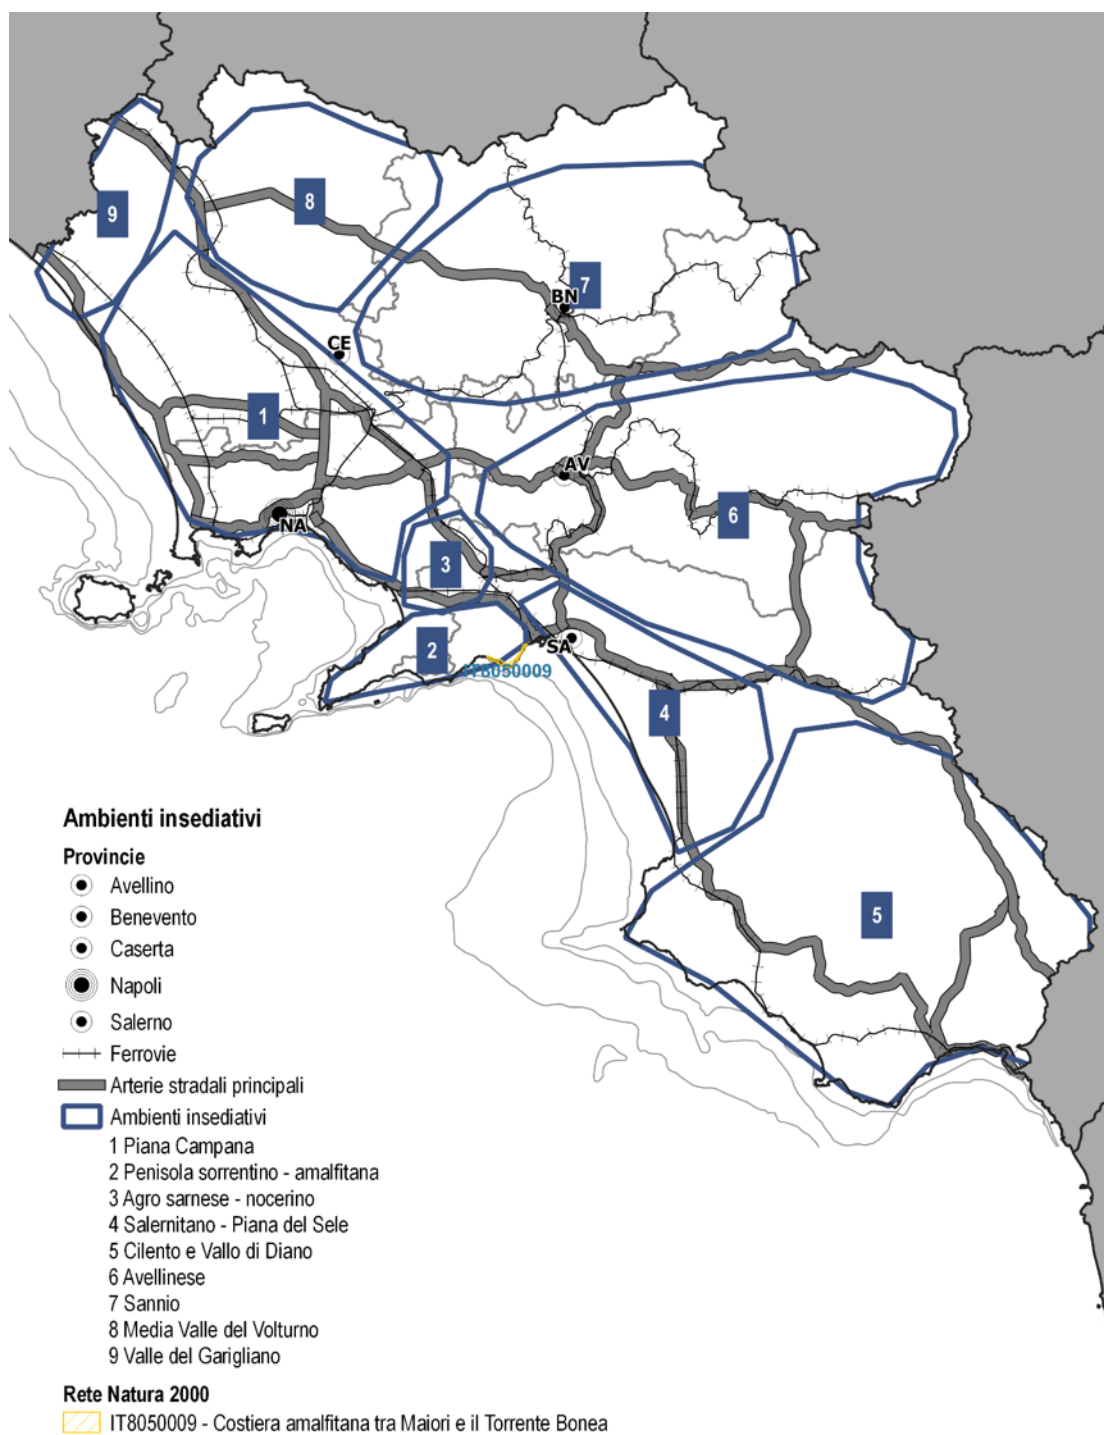 9
8
7
BN
CE
1
AV
6
NA
3
SA
2
IT8050009
4
5
Ambienti insediativi
Provincie
Avellino
Benevento
Caserta
Napoli
Salerno
Ferrovie
Arterie stradali principali
Ambienti insediativi
1 Piana Campana
2 Penisola sorrentino - amalfitana
3 Agro sarnese - nocerino
4 Salernitano - Piana del Sele
5 Cilento e Vallo di Diano
6 Avellinese
7 Sannio
8 Media Valle del Volturno
9 Valle del Garigliano
Rete Natura 2000
IT8050009 - Costiera amalfitana tra Maiori e il Torrente Bonea